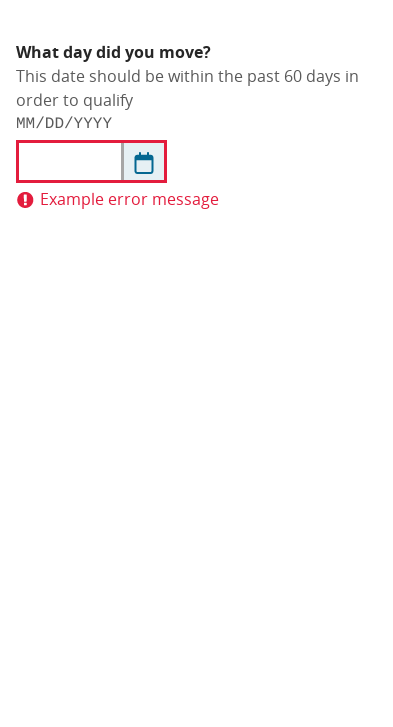 What day did you move?
This date should be within the past 60 days in
order to qualify
MM/DD/YYYY
Example error message